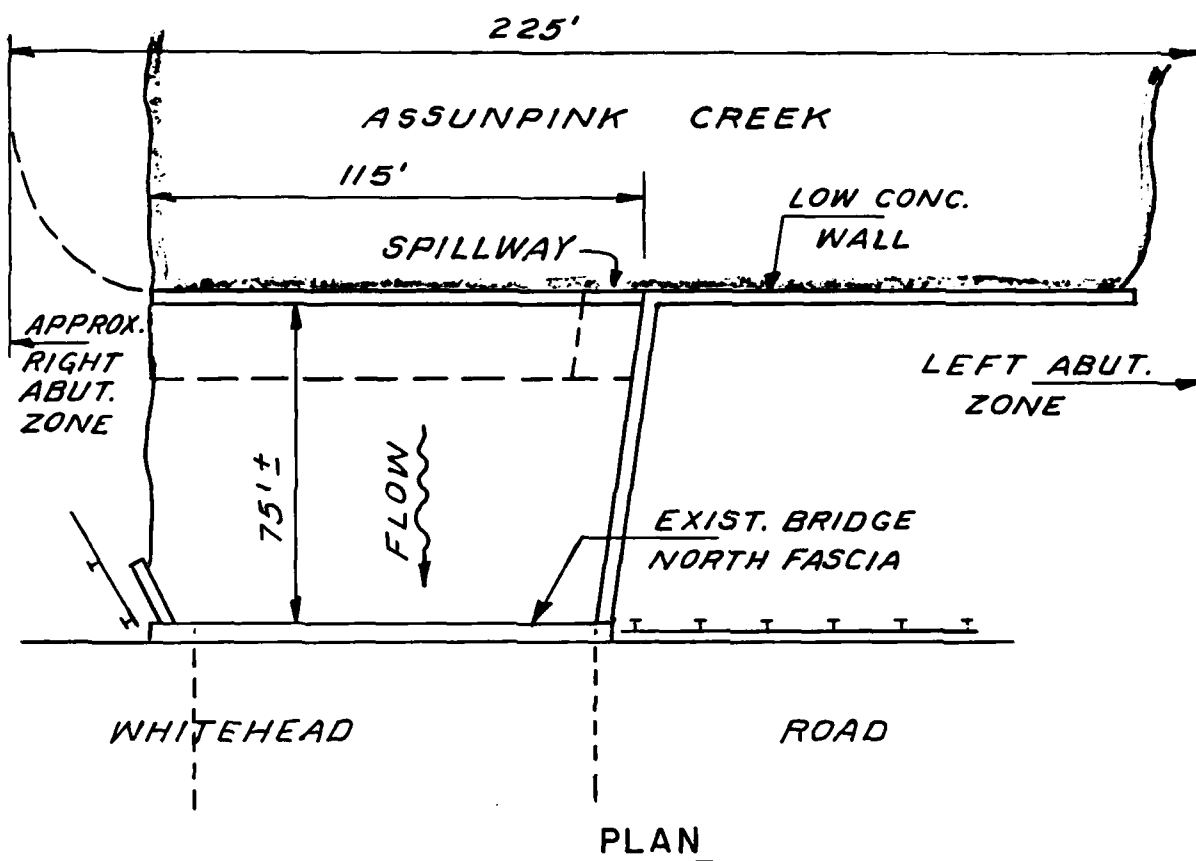 225'
ASSUNPINK CREEK
115'
LOW CONC.
WALL
SPILLWAY
APPROX.
RIGHT
ABUT.
ZONE
LEFT ABUT.
ZONE
75'±
FLOW
EXIST. BRIDGE
NORTH FASCIA
WHITEHEAD ROAD
PLAN